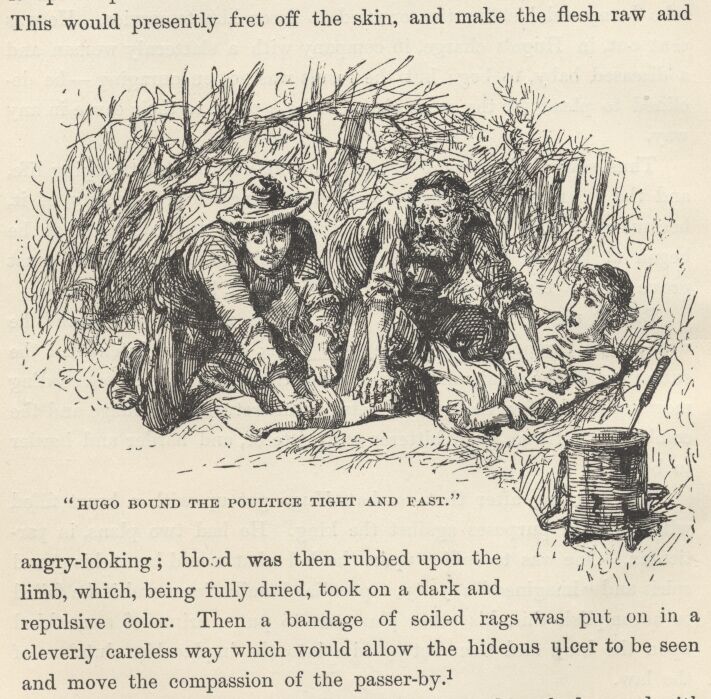 This would presently fret off the skin, and make the flesh raw and
"HUGO BOUND THE POULTICE TIGHT AND FAST."
angry-looking; blood was then rubbed upon the
limb, which, being fully dried, took on a dark and
repulsive color. Then a bandage of soiled rags was put on in a
cleverly careless way which would allow the hideous ulcer to be seen
and move the compassion of the passer-by.¹